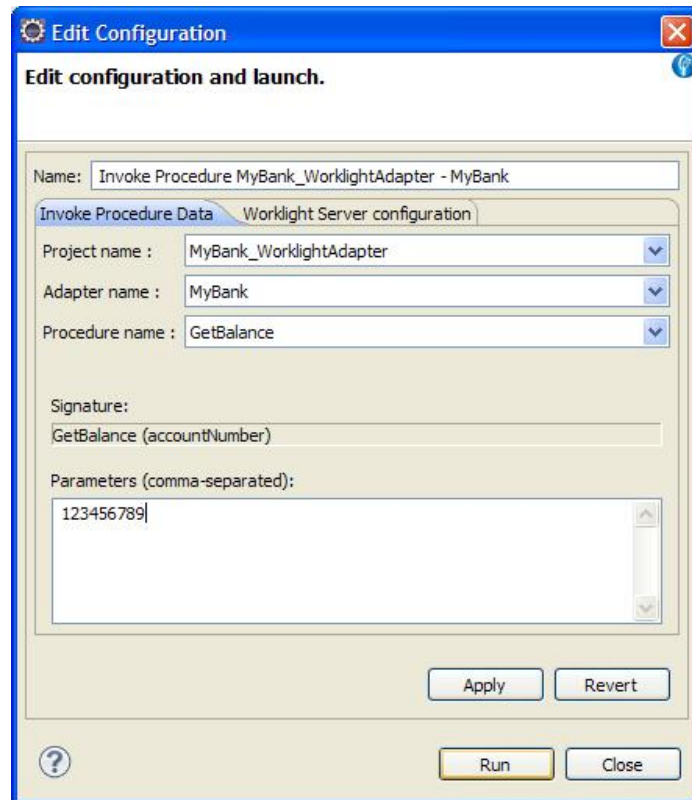 Edit Configuration
Edit configuration and launch.
Name: Invoke Procedure MyBank_WorklightAdapter - MyBank
Invoke Procedure Data Worklight Server configuration
Project name : MyBank_WorklightAdapter
Adapter name : MyBank
Procedure name : GetBalance
Signature:
GetBalance (accountNumber)
Parameters (comma-separated):
123456789
Apply Revert
? Run Close